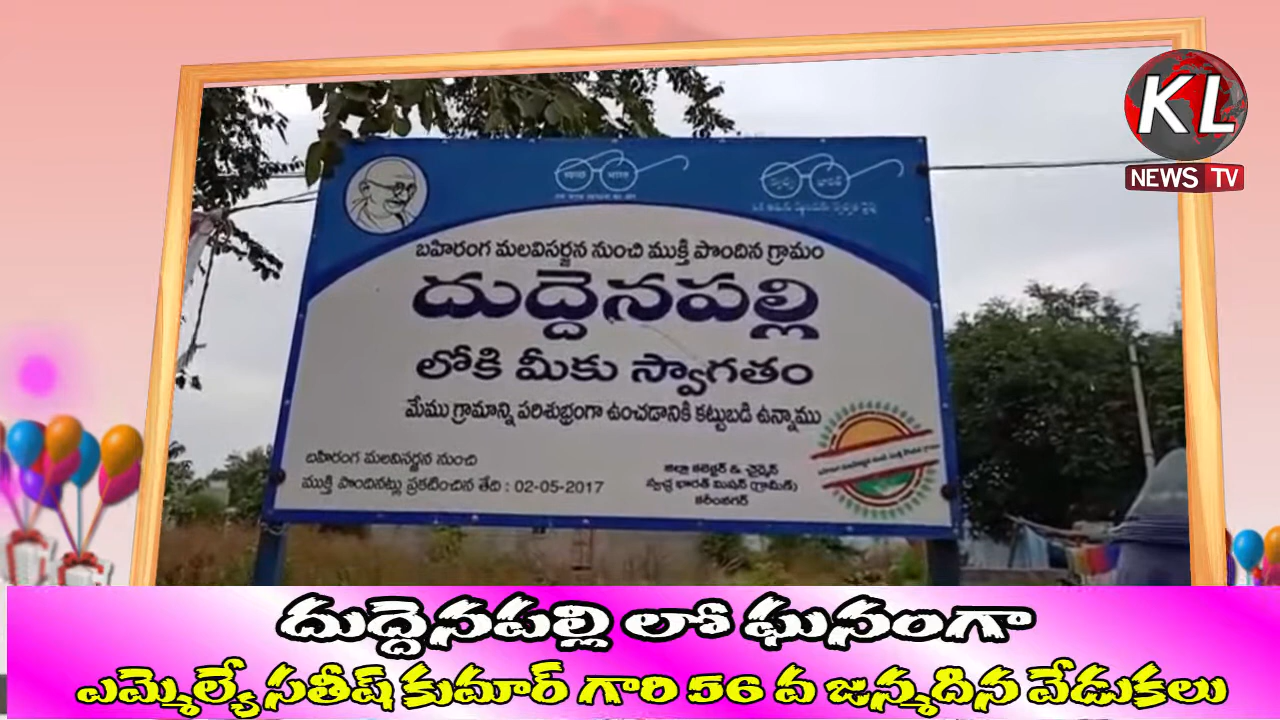 KL
NEWS TV
स्वच्छ भारत
బహిరంగ మలవిసర్జన నుంచి ముక్తి పొందిన గ్రామం
దుద్దెనపల్లి
లోకి మీకు స్వాగతం
మేము గ్రామాన్ని పరిశుభ్రంగా ఉంచడానికి కట్టుబడి ఉన్నాము
బహిరంగ మలవిసర్జన నుంచి
ముక్తి పొందినట్లు ప్రకటించిన తేది : 02-05-2017
జిల్లా కలెక్టర్ & చైర్మెన్
స్వచ్ఛ భారత్ మిషన్ (గ్రామీణ్)
కరీంనగర్
దుద్దెనపల్లి లో ఘనంగా
ఎమ్మెల్యే సతీష్ కుమార్ గారి 56 వ జన్మదిన వేడుకలు